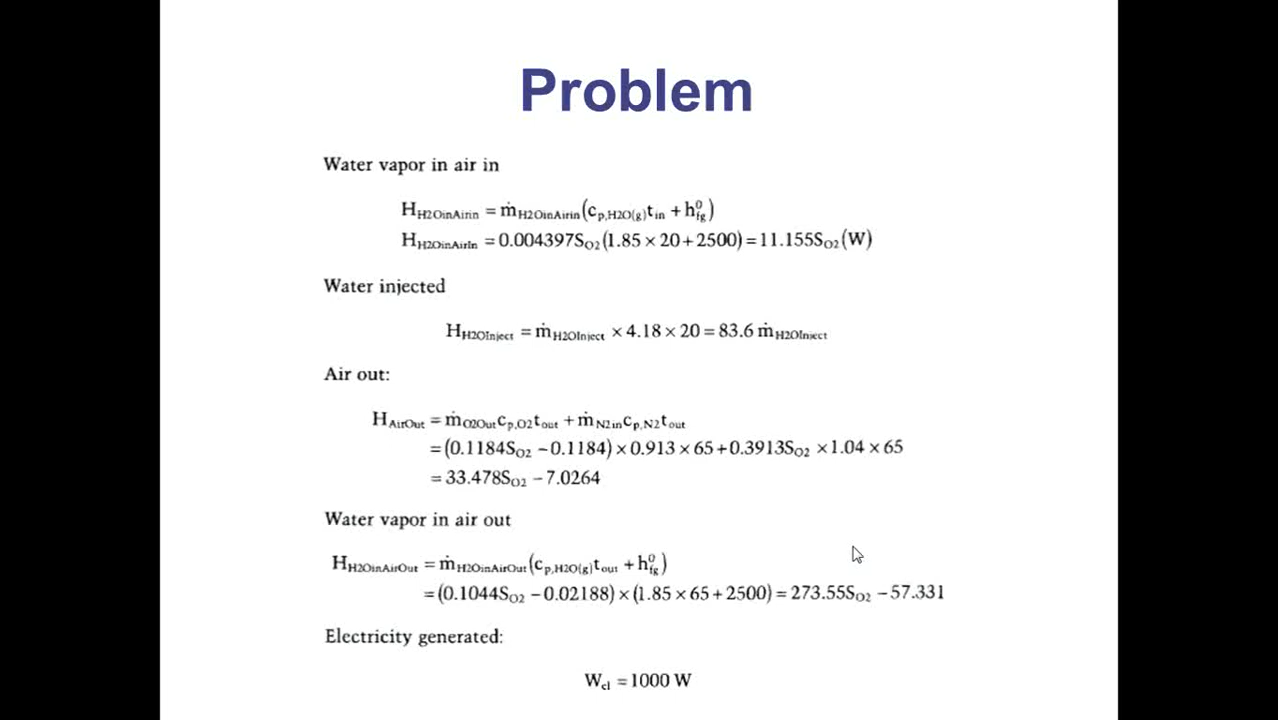 Problem
Water vapor in air in
H_H2OinAirin = ṁ_H2OinAirin(c_p,H2O(g)t_in + h⁰_fg)
H_H2OinAirIn = 0.004397S_O2(1.85 × 20 + 2500) = 11.155S_O2(W)
Water injected
H_H2OInject = ṁ_H2OInject × 4.18 × 20 = 83.6 ṁ_H2OInject
Air out:
H_AirOut = ṁ_O2Out c_p,O2 t_out + ṁ_N2in c_p,N2 t_out
= (0.1184S_O2 − 0.1184) × 0.913 × 65 + 0.3913S_O2 × 1.04 × 65
= 33.478S_O2 − 7.0264
Water vapor in air out
H_H2OinAirOut = ṁ_H2OinAirOut(c_p,H2O(g)t_out + h⁰_fg)
= (0.1044S_O2 − 0.02188) × (1.85 × 65 + 2500) = 273.55S_O2 − 57.331
Electricity generated:
W_el = 1000 W